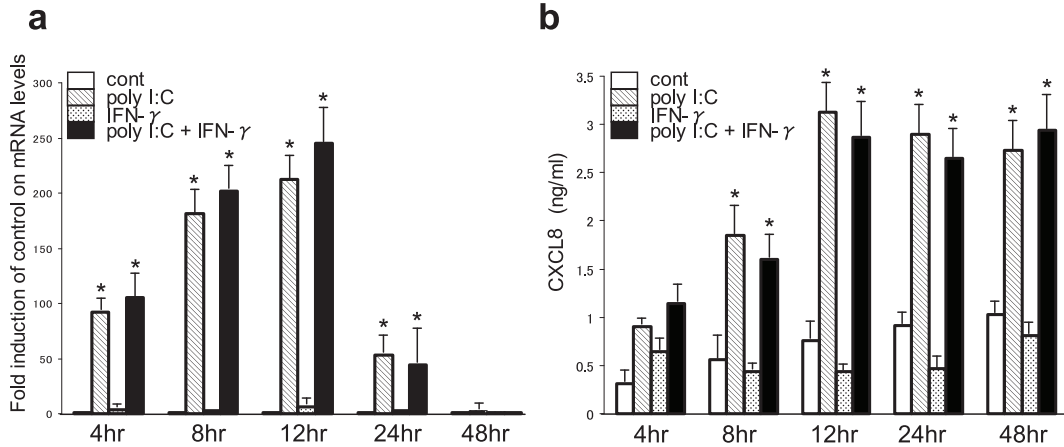 a
Fold induction of control on mRNA levels
300
250
200
150
100
50
0
cont
poly I:C
IFN-γ
poly I:C + IFN-γ
* * * * * * * *
4hr 8hr 12hr 24hr 48hr
b
CXCL8 (ng/ml)
3.5
3
2.5
2
1.5
1
0.5
0
cont
poly I:C
IFN-γ
poly I:C + IFN-γ
* * * * * * * *
4hr 8hr 12hr 24hr 48hr